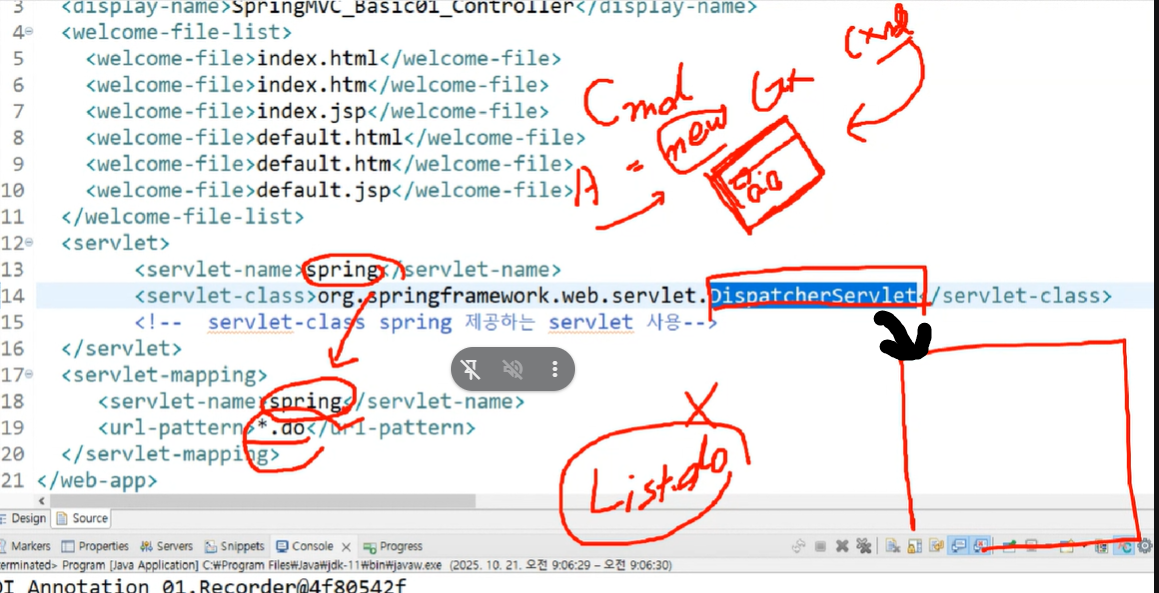 3 <display-name>SpringMVC_Basic01_Controller</display-name>
4 <welcome-file-list>
5 <welcome-file>index.html</welcome-file>
6 <welcome-file>index.htm</welcome-file>
7 <welcome-file>index.jsp</welcome-file>
8 <welcome-file>default.html</welcome-file>
9 <welcome-file>default.htm</welcome-file>
10 <welcome-file>default.jsp</welcome-file>
11 </welcome-file-list>
12 <servlet>
13 <servlet-name>spring</servlet-name>
14 <servlet-class>org.springframework.web.servlet.DispatcherServlet</servlet-class>
15 <!-- servlet-class spring 제공하는 servlet 사용-->
16 </servlet>
17 <servlet-mapping>
18 <servlet-name>spring</servlet-name>
19 <url-pattern>*.do</url-pattern>
20 </servlet-mapping>
21 </web-app>
Cmd
A = new
List.do
Design Source
Markers Properties Servers Snippets Console Progress
terminated> Program [Java Application] C:₩Program Files₩Java₩jdk-11₩bin₩javaw.exe (2025. 10. 21. 오전 9:06:29 – 오전 9:06:30)
DI_Annotation_01.Recorder@4f80542f